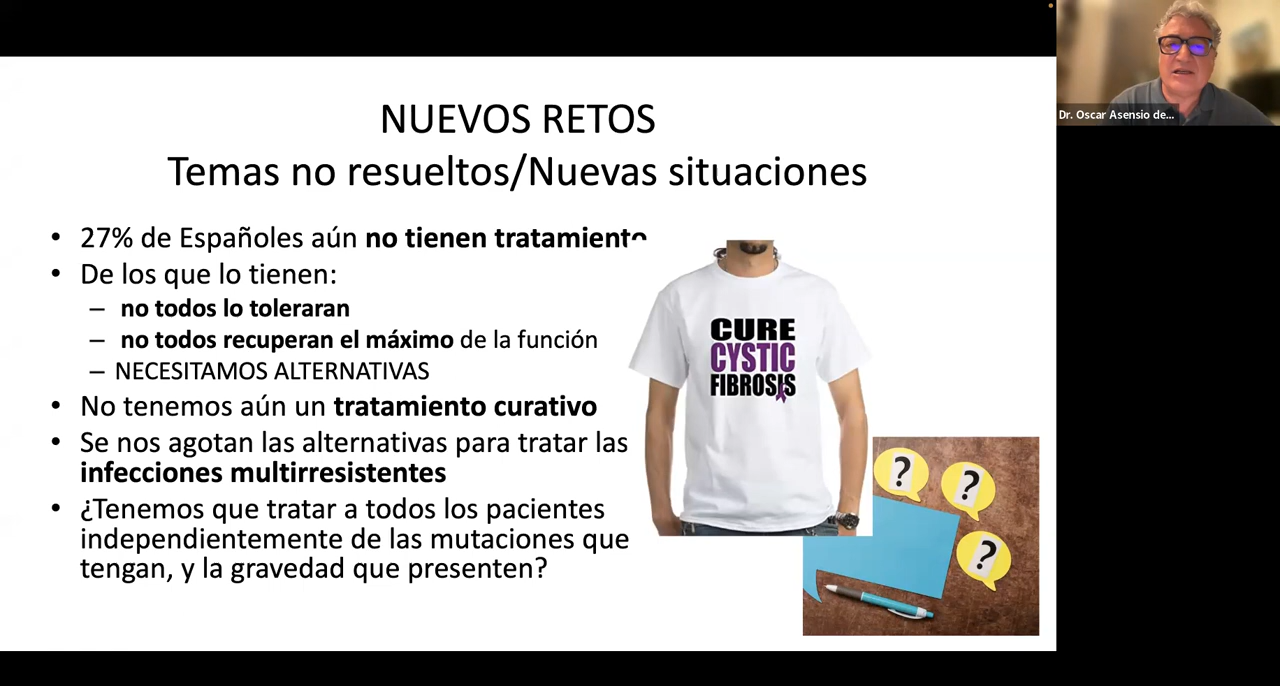 NUEVOS RETOS
Temas no resueltos/Nuevas situaciones
• 27% de Españoles aún no tienen tratamiento
• De los que lo tienen:
– no todos lo toleraran
– no todos recuperan el máximo de la función
– NECESITAMOS ALTERNATIVAS
• No tenemos aún un tratamiento curativo
• Se nos agotan las alternativas para tratar las
infecciones multirresistentes
• ¿Tenemos que tratar a todos los pacientes
independientemente de las mutaciones que
tengan, y la gravedad que presenten?
CURE
CYSTIC
FIBROSIS
?
?
?
Dr. Oscar Asensio de...